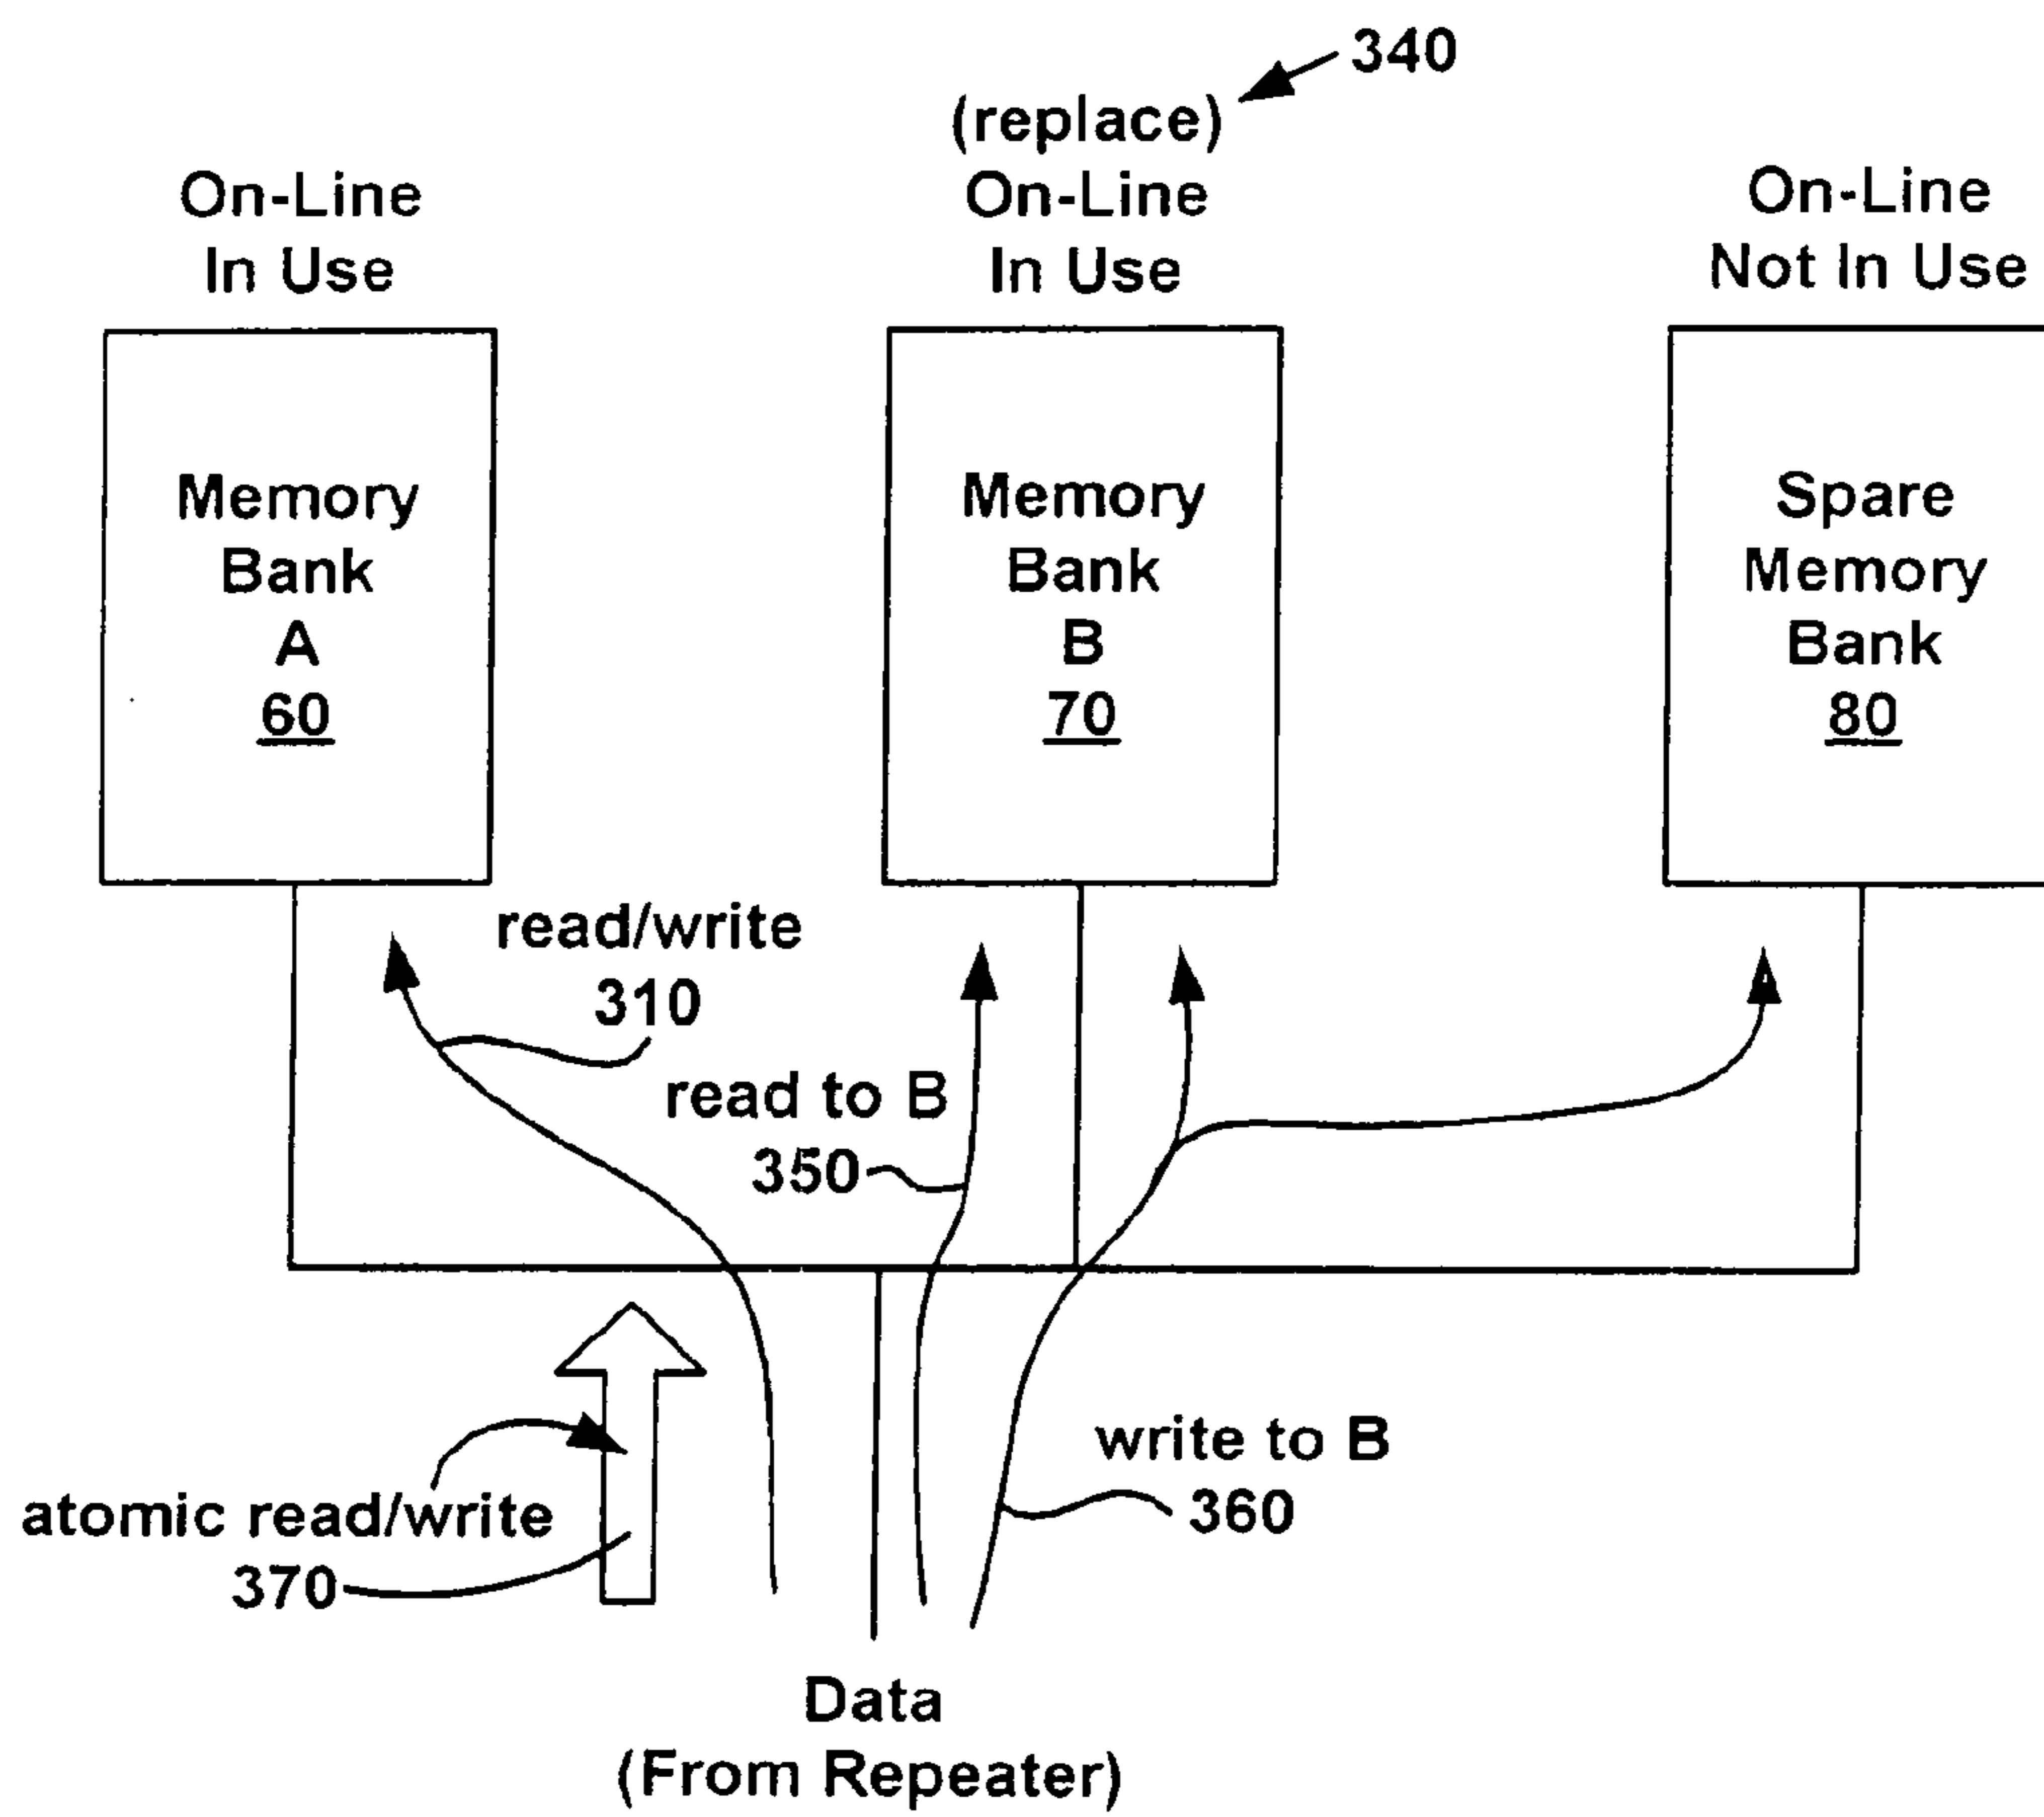 340
(replace)
On-Line
In Use
On-Line
In Use
On-Line
Not In Use
Memory
Bank
A
60
Memory
Bank
B
70
Spare
Memory
Bank
80
read/write
310
read to B
350
write to B
360
atomic read/write
370
Data
(From Repeater)